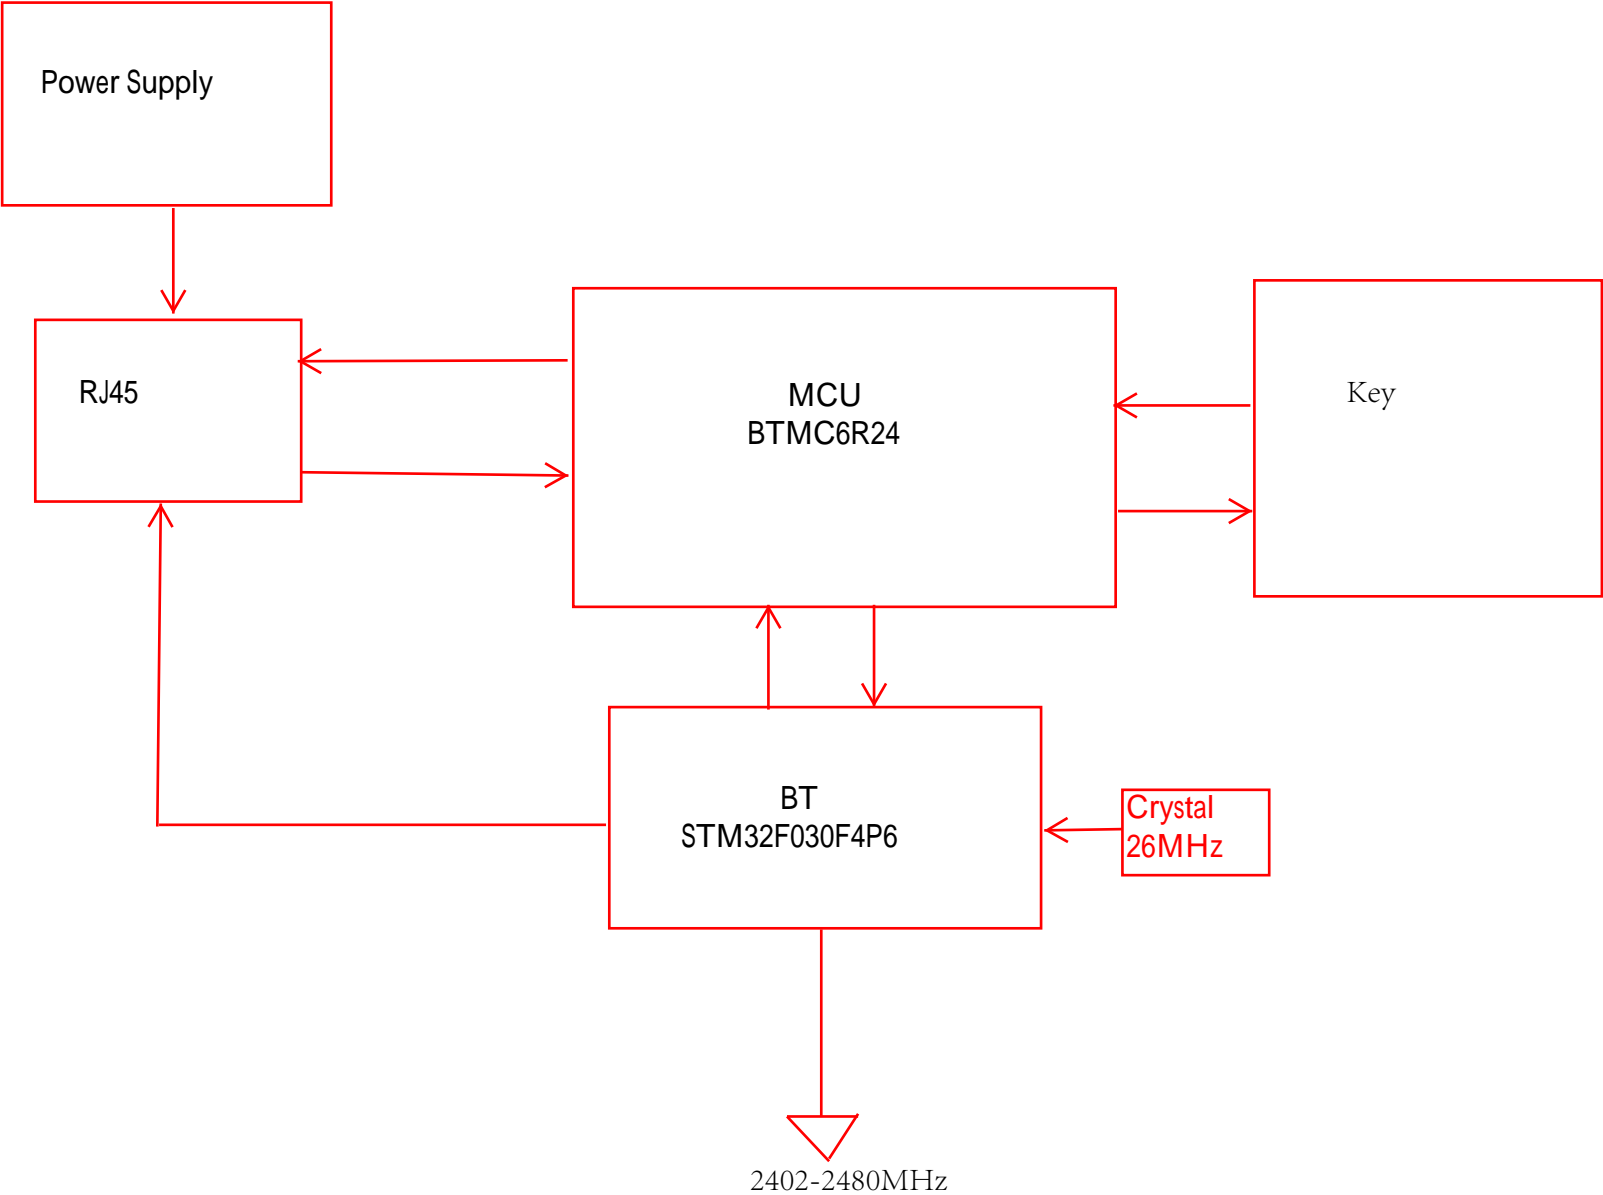 Power Supply
RJ45
MCU
BTMC6R24
Key
BT
STM32F030F4P6
Crystal
26MHz
2402-2480MHz